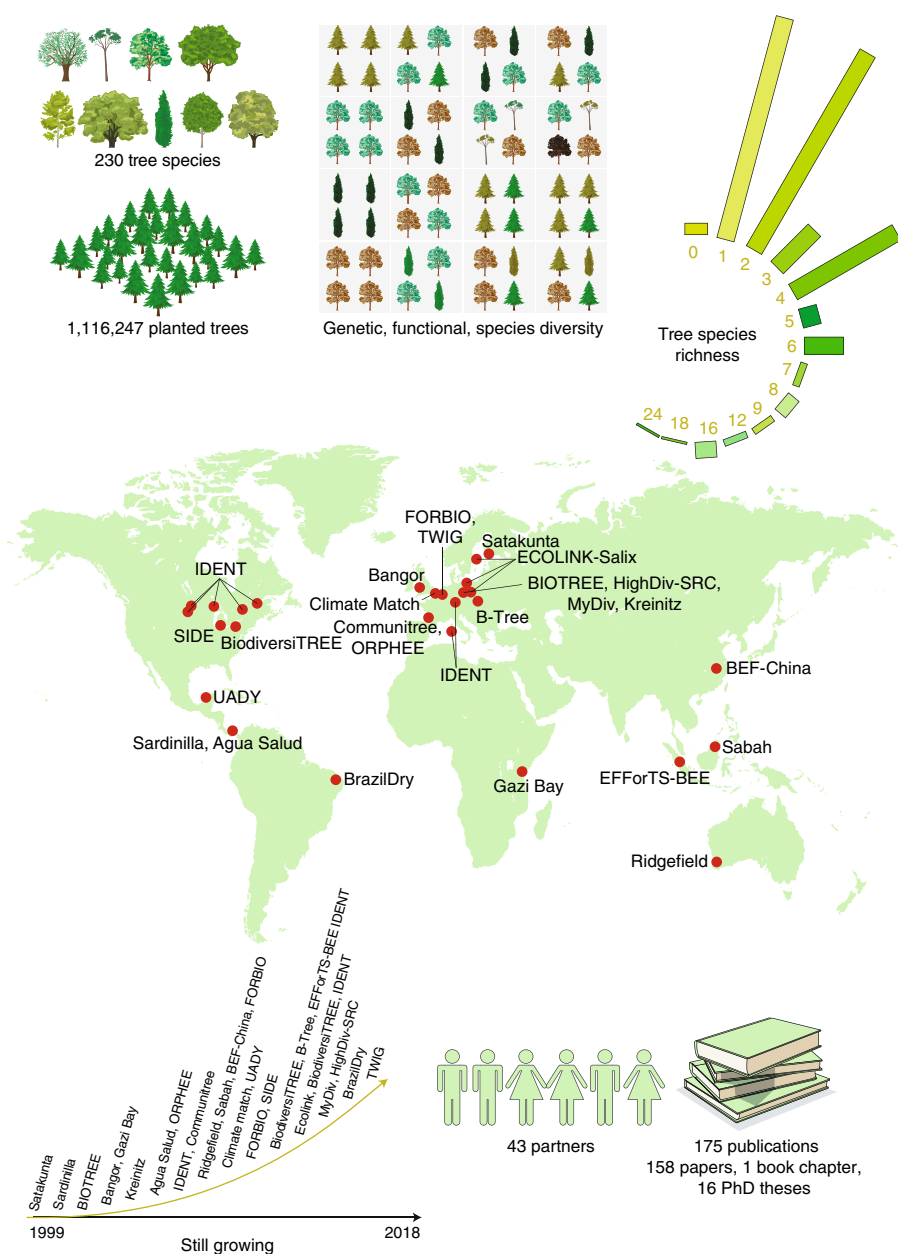 230 tree species
1,116,247 planted trees
Genetic, functional, species diversity
0
1
2
3
4
5
6
7
8
9
12
16
18
24
Tree species
richness
FORBIO,
TWIG
Satakunta
ECOLINK-Salix
IDENT
Bangor
BIOTREE, HighDiv-SRC,
MyDiv, Kreinitz
Climate Match
SIDE
BiodiversiTREE
Communitree,
ORPHEE
B-Tree
IDENT
BEF-China
UADY
Sardinilla, Agua Salud
Sabah
EFForTS-BEE
BrazilDry
Gazi Bay
Ridgefield
Satakunta
Sardinilla
BIOTREE
Bangor, Gazi Bay
Kreinitz
Agua Salud, ORPHEE
IDENT, Communitree
Ridgefield, Sabah, BEF-China, FORBIO
Climate match, UADY
FORBIO, SIDE
BiodiversiTREE, B-Tree, EFForTS-BEE IDENT
Ecolink, BiodiversiTREE, IDENT
MyDiv, HighDiv-SRC
BrazilDry
TWIG
1999
2018
Still growing
43 partners
175 publications
158 papers, 1 book chapter,
16 PhD theses